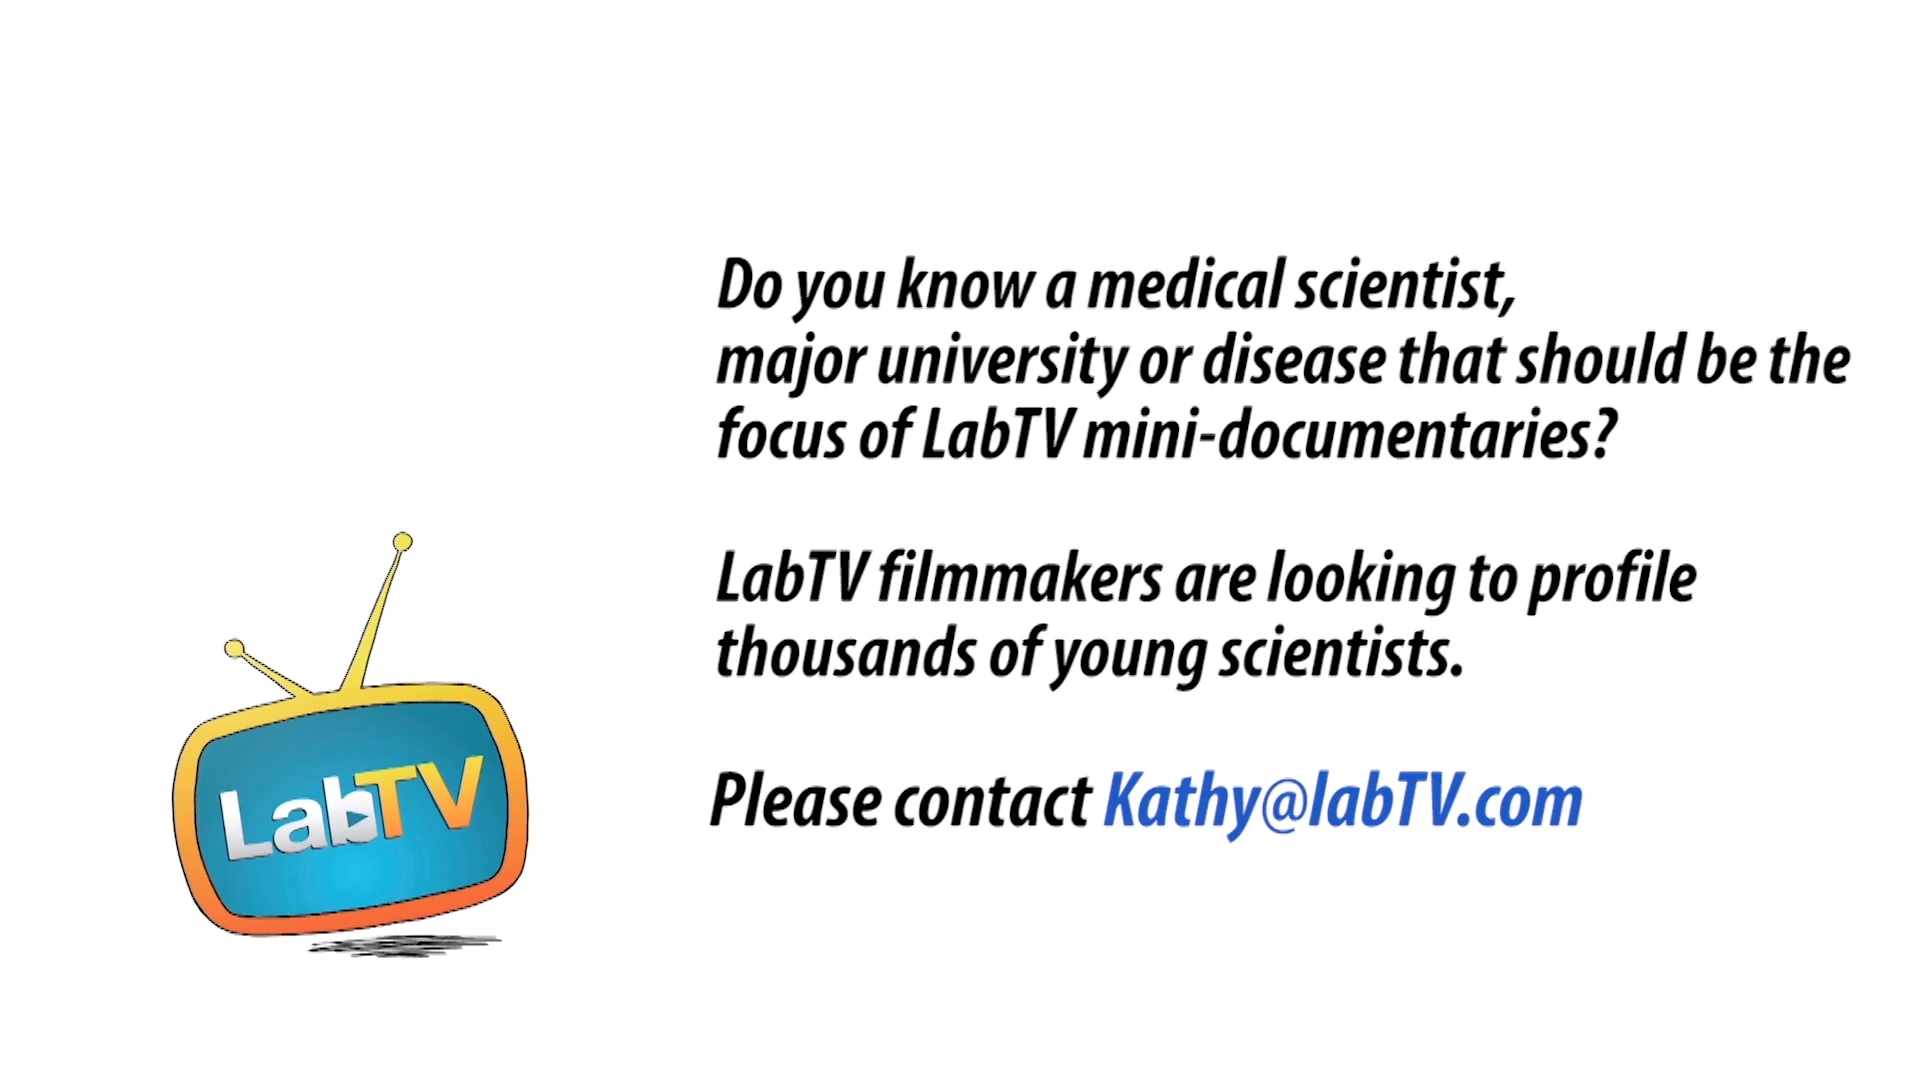 Do you know a medical scientist,
major university or disease that should be the
focus of LabTV mini-documentaries?
LabTV filmmakers are looking to profile
thousands of young scientists.
Please contact Kathy@labTV.com
LabTV